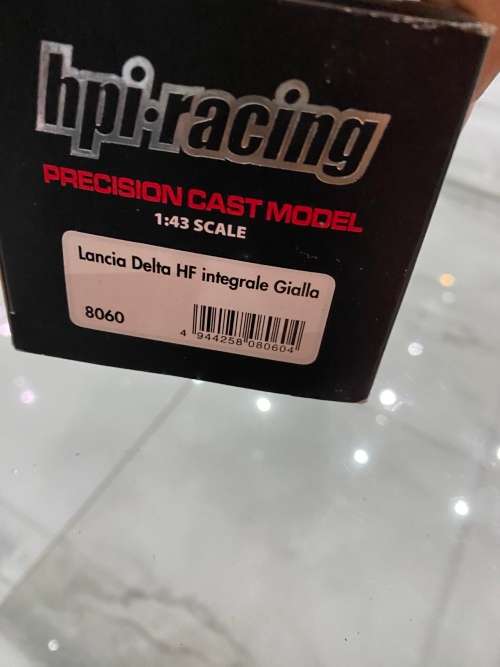 hpi·racing
PRECISION CAST MODEL
1:43 SCALE
Lancia Delta HF integrale Gialla
8060
4 944258 080604